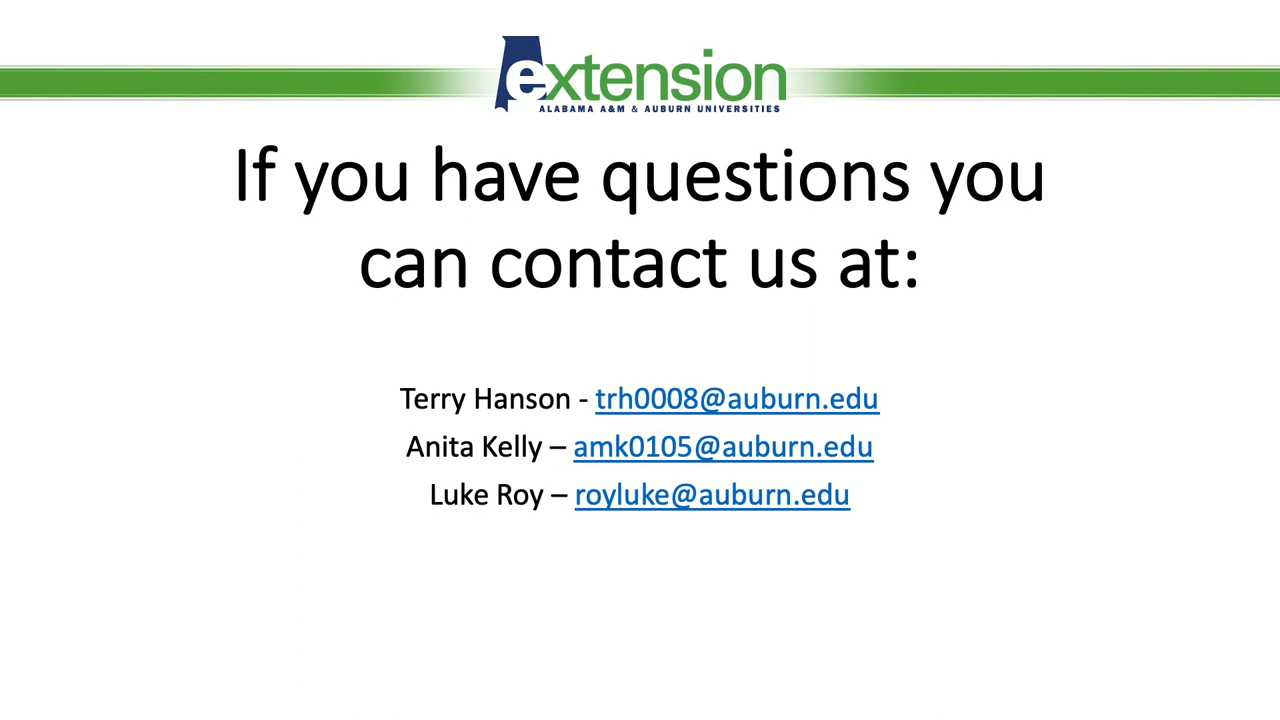 extension
ALABAMA A&M & AUBURN UNIVERSITIES
If you have questions you
can contact us at:
Terry Hanson - trh0008@auburn.edu
Anita Kelly – amk0105@auburn.edu
Luke Roy – royluke@auburn.edu